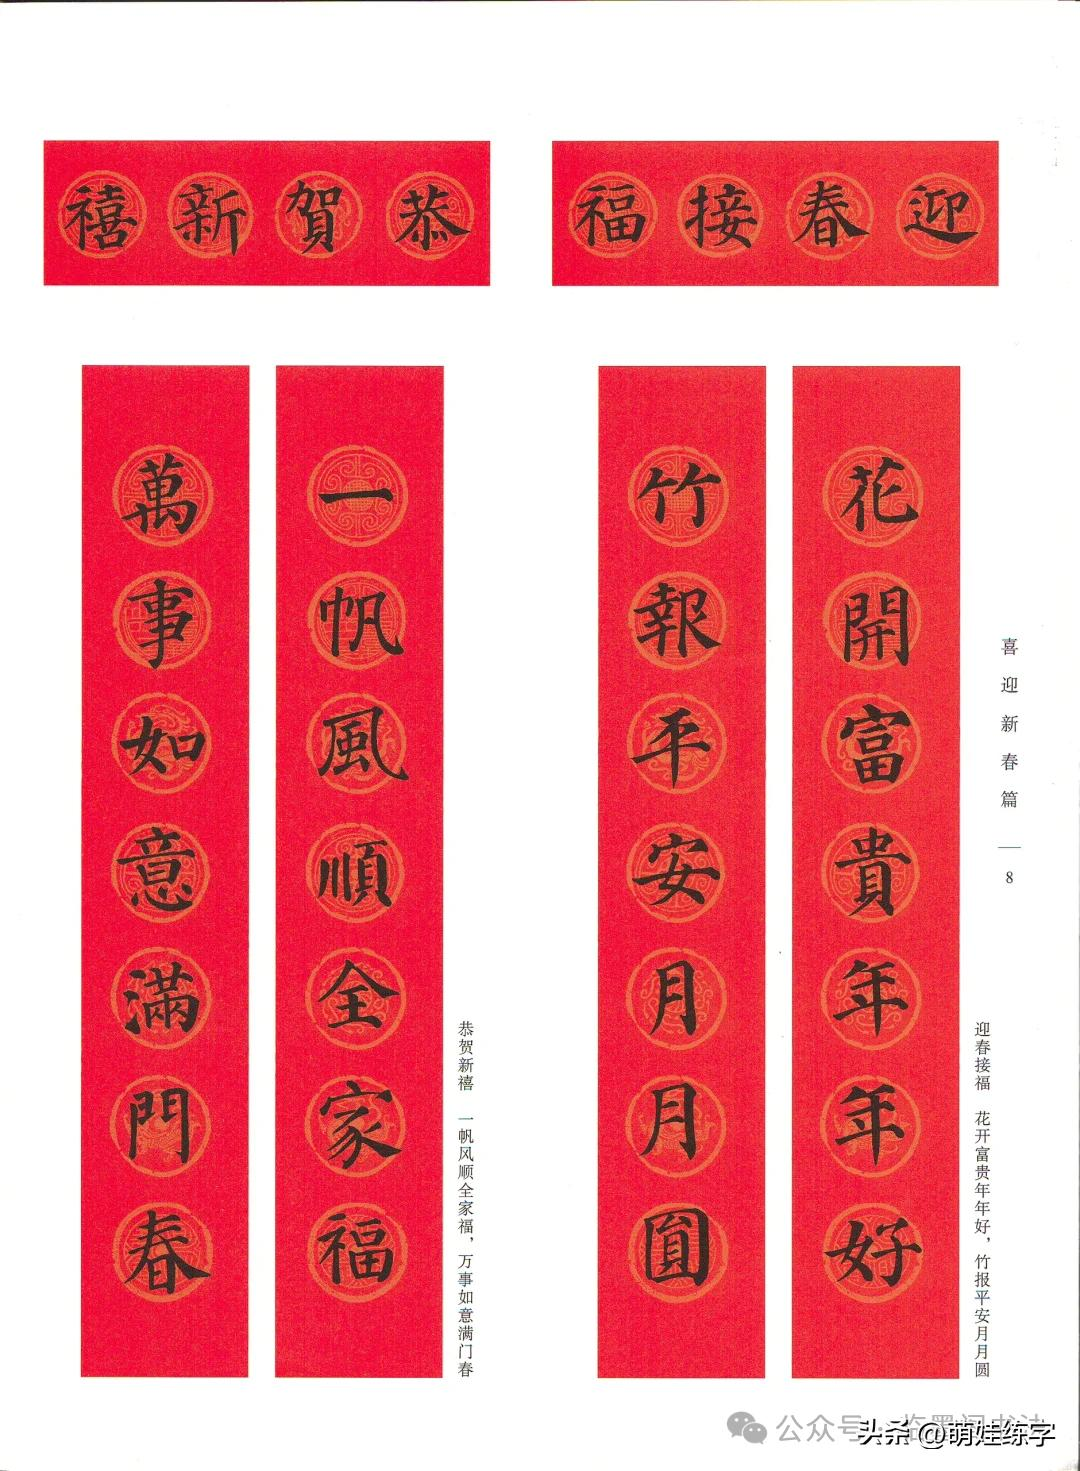 迎春接福
花開富貴年年好
竹報平安月月圓
迎春接福 花开富贵年年好，竹报平安月月圆
恭賀新禧
一帆風順全家福
萬事如意滿門春
恭贺新禧 一帆风顺全家福，万事如意满门春
喜迎新春篇
8
公众号
头条 @萌娃练字